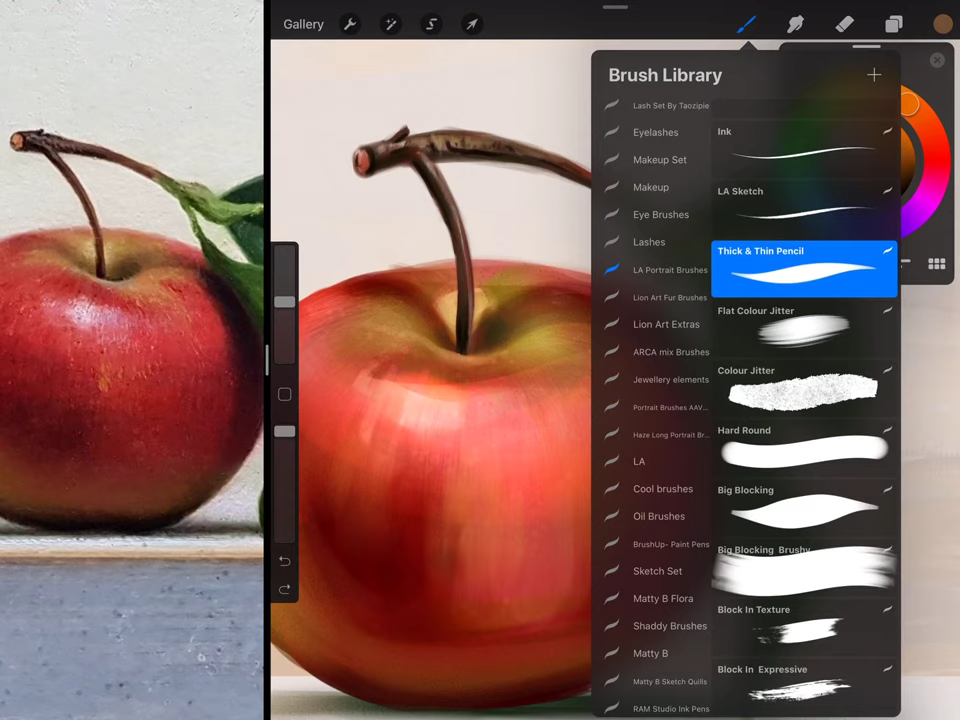 Gallery
Brush Library
Lash Set By Taozipie
Eyelashes
Makeup Set
Makeup
Eye Brushes
Lashes
LA Portrait Brushes
Lion Art Fur Brushes
Lion Art Extras
ARCA mix Brushes
Jewellery elements
Portrait Brushes AAV...
Haze Long Portrait Br...
LA
Cool brushes
Oil Brushes
BrushUp- Paint Pens
Sketch Set
Matty B Flora
Shaddy Brushes
Matty B
Matty B Sketch Quills
RAM Studio Ink Pens
Ink
LA Sketch
Thick & Thin Pencil
Flat Colour Jitter
Colour Jitter
Hard Round
Big Blocking
Big Blocking Brushy
Block In Texture
Block In Expressive